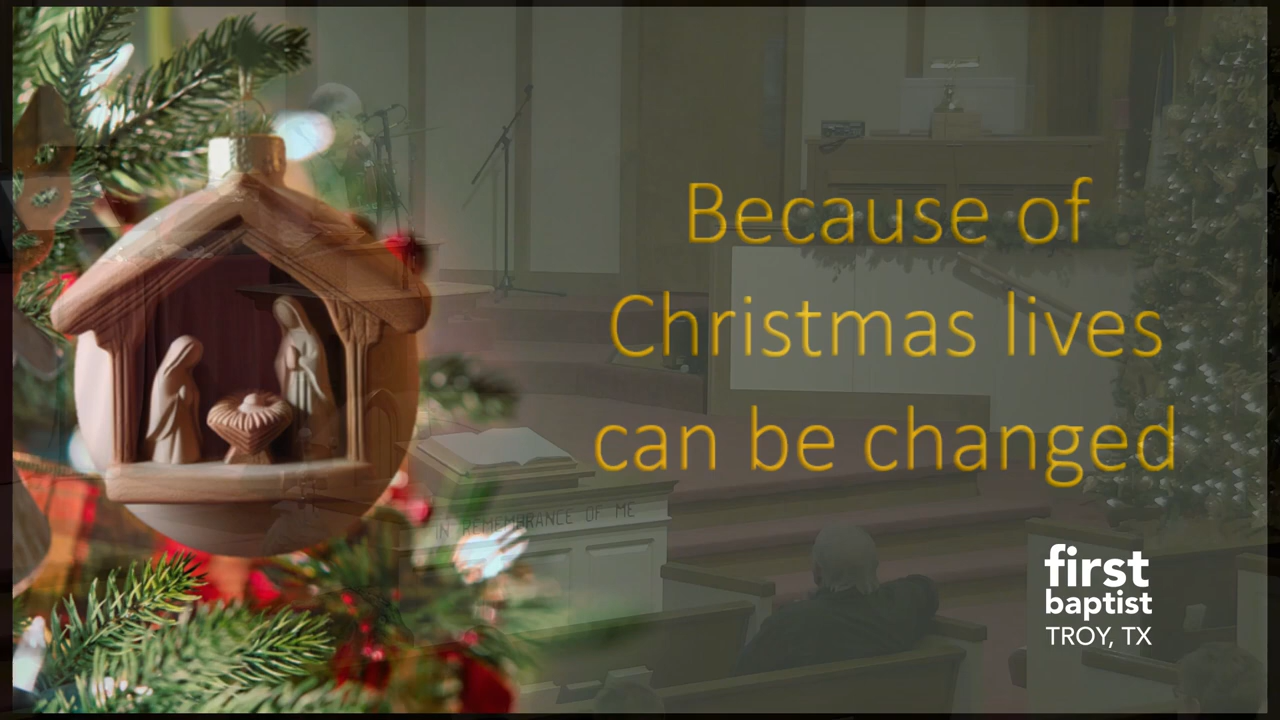 Because of
Christmas lives
can be changed
IN REMEMBRANCE OF ME
first
baptist
TROY, TX